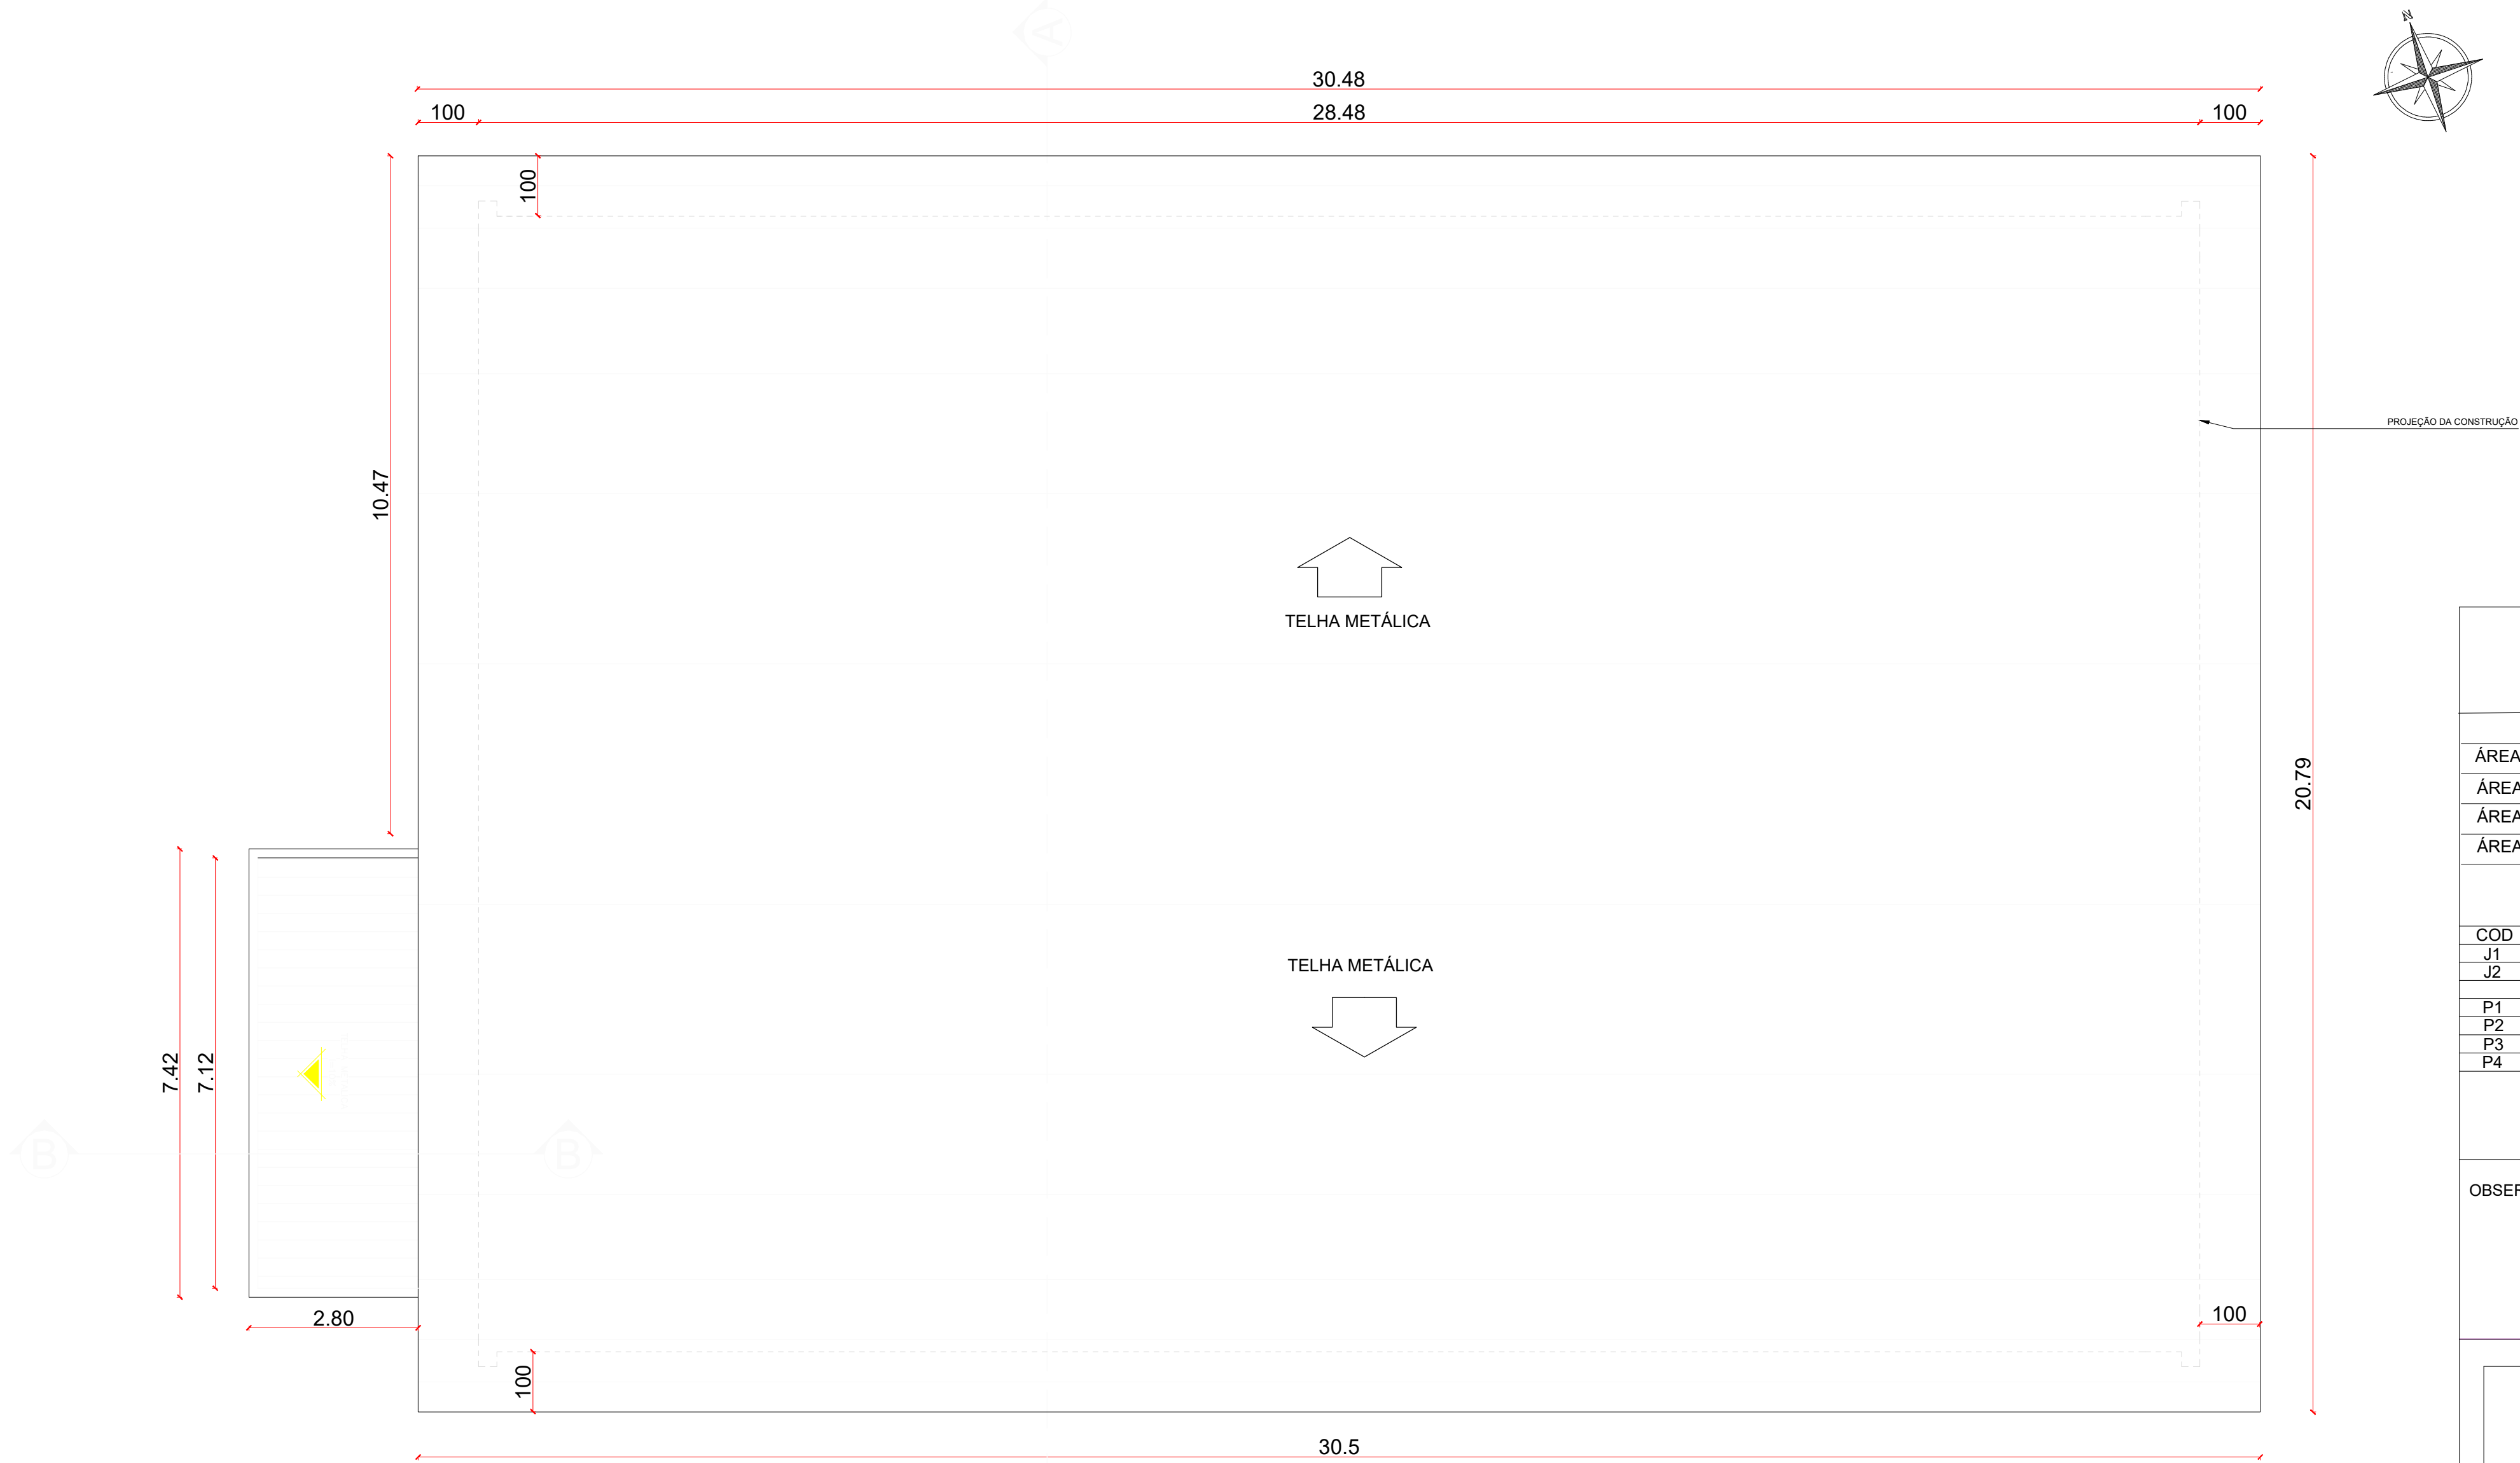 A
N
30.48
100
28.48
100
100
10.47
PROJEÇÃO DA CONSTRUÇÃO
TELHA METÁLICA
20.79
ÁREA
ÁREA
ÁREA
ÁREA
COD
J1
J2
P1
P2
P3
P4
TELHA METÁLICA
7.42
7.12
B
B
2.80
100
100
30.5